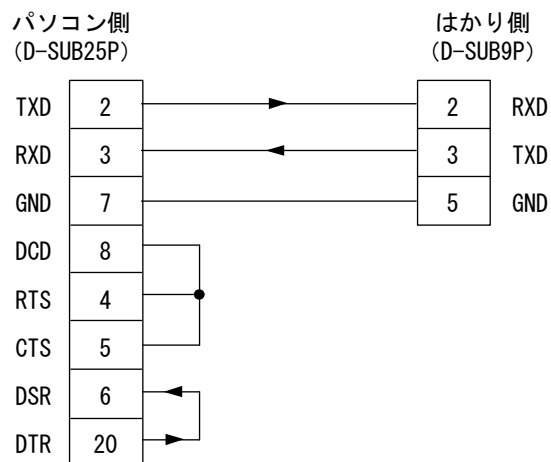 パソコン側 はかり側
(D-SUB25P) (D-SUB9P)
TXD 2 2 RXD
RXD 3 3 TXD
GND 7 5 GND
DCD 8
RTS 4
CTS 5
DSR 6
DTR 20